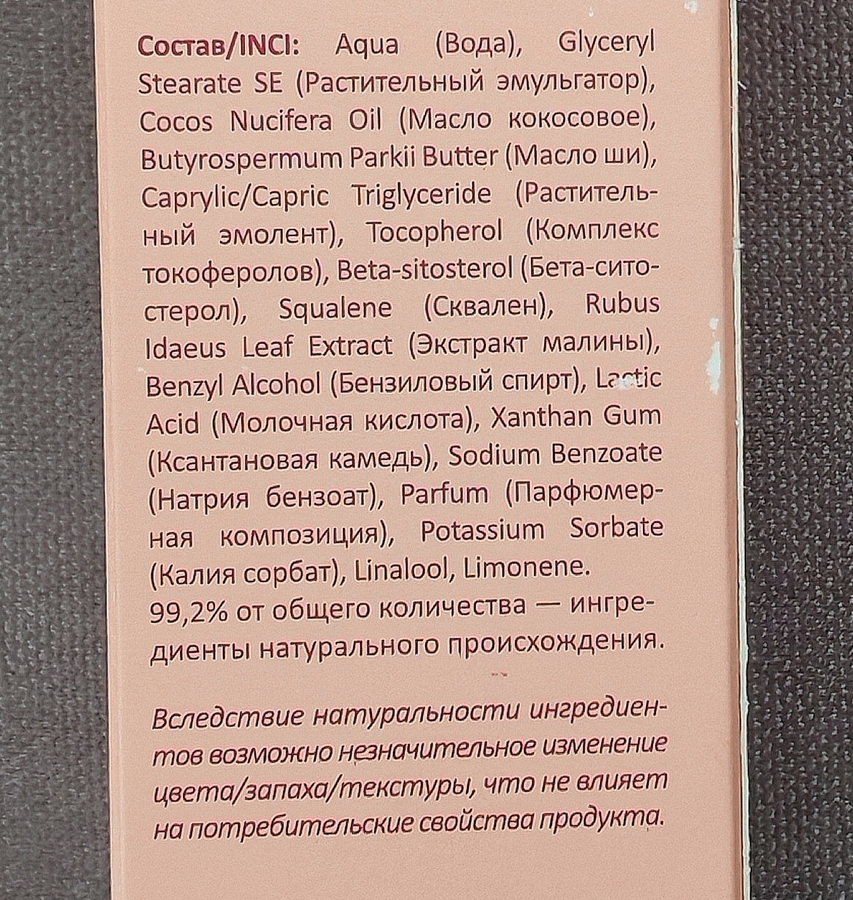 Состав/INCI: Aqua (Вода), Glyceryl
Stearate SE (Растительный эмульгатор),
Cocos Nucifera Oil (Масло кокосовое),
Butyrospermum Parkii Butter (Масло ши),
Caprylic/Capric Triglyceride (Раститель-
ный эмолент), Tocopherol (Комплекс
токоферолов), Beta-sitosterol (Бета-сито-
стерол), Squalene (Сквален), Rubus
Idaeus Leaf Extract (Экстракт малины),
Benzyl Alcohol (Бензиловый спирт), Lactic
Acid (Молочная кислота), Xanthan Gum
(Ксантановая камедь), Sodium Benzoate
(Натрия бензоат), Parfum (Парфюмер-
ная композиция), Potassium Sorbate
(Калия сорбат), Linalool, Limonene.
99,2% от общего количества — ингре-
диенты натурального происхождения.
Вследствие натуральности ингредиен-
тов возможно незначительное изменение
цвета/запаха/текстуры, что не влияет
на потребительские свойства продукта.